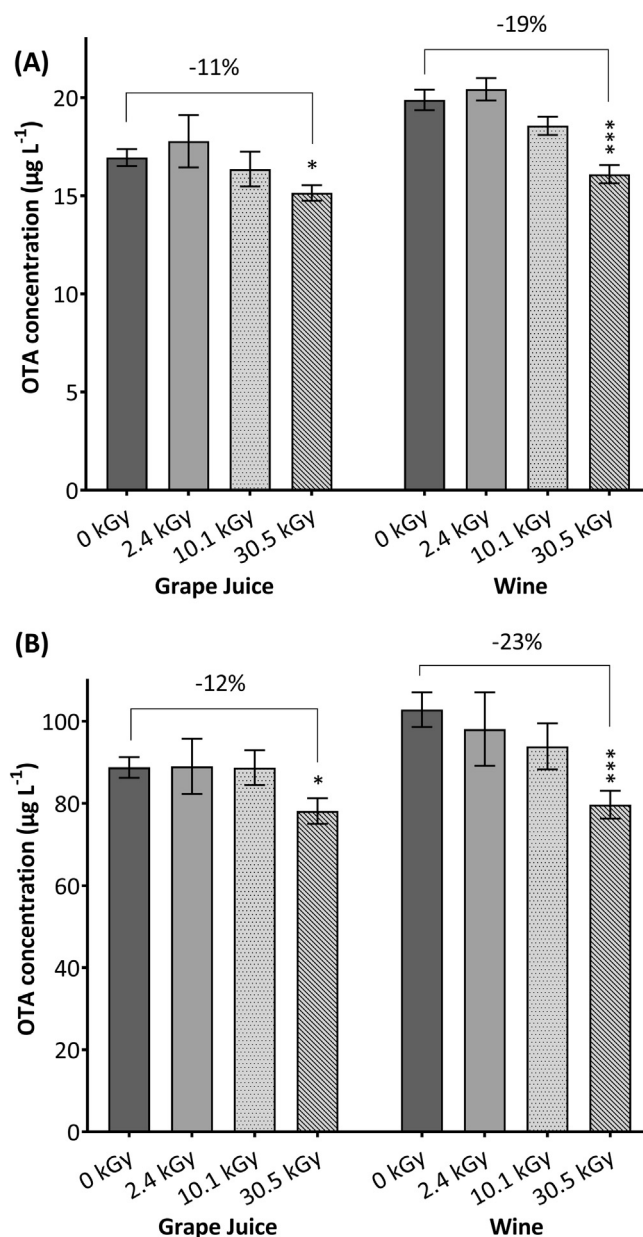 (A)
-11%
-19%
OTA concentration (µg L⁻¹)
20
15
10
5
0
*
***
0 kGy
2.4 kGy
10.1 kGy
30.5 kGy
0 kGy
2.4 kGy
10.1 kGy
30.5 kGy
Grape Juice
Wine
(B)
-12%
-23%
OTA concentration (µg L⁻¹)
100
80
60
40
20
0
*
***
0 kGy
2.4 kGy
10.1 kGy
30.5 kGy
0 kGy
2.4 kGy
10.1 kGy
30.5 kGy
Grape Juice
Wine